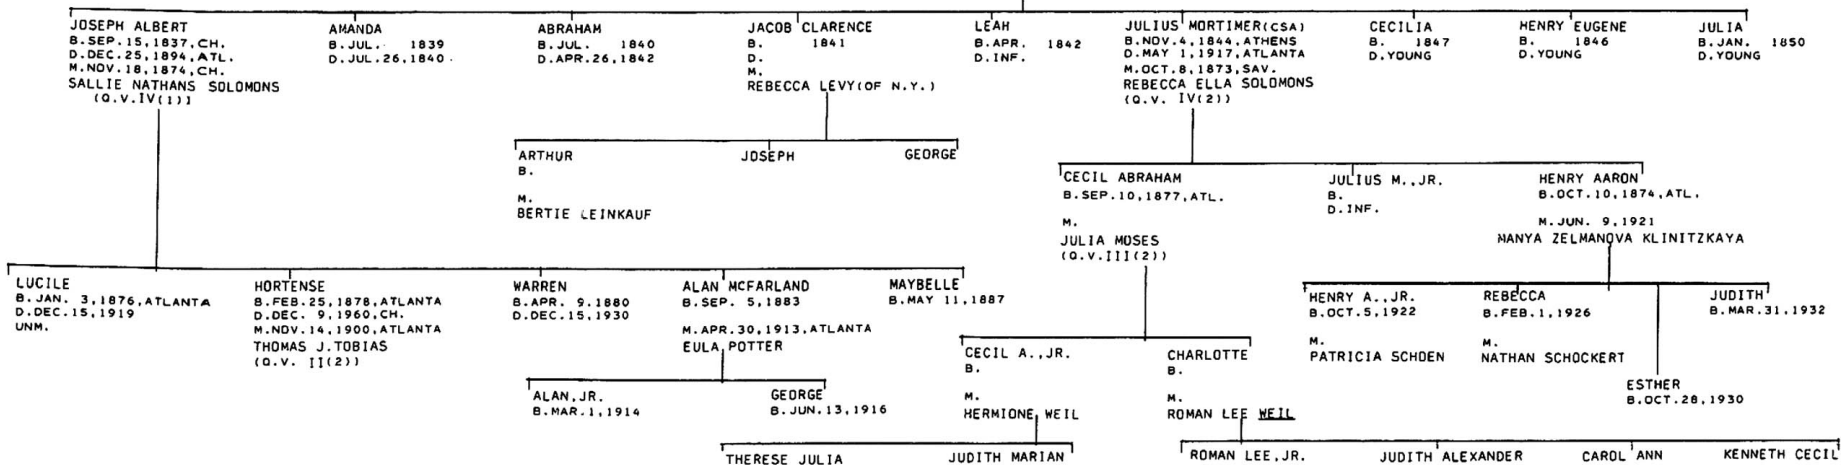 JOSEPH ALBERT
B.SEP.15,1837,CH.
D.DEC.25,1894,ATL.
M.NOV.18,1874,CH.
SALLIE NATHANS SOLOMONS
(Q.V.IV(1))
AMANDA
B.JUL. 1839
D.JUL.26,1840.
ABRAHAM
B.JUL. 1840
D.APR.26,1842
JACOB CLARENCE
B. 1841
D.
M.
REBECCA LEVY(OF N.Y.)
LEAH
B.APR. 1842
D.INF.
JULIUS MORTIMER(CSA)
B.NOV.4,1844,ATHENS
D.MAY 1,1917,ATLANTA
M.OCT.8,1873,SAV.
REBECCA ELLA SOLOMONS
(Q.V. IV(2))
CECILIA
B. 1847
D.YOUNG
HENRY EUGENE
B. 1846
D.YOUNG
JULIA
B.JAN. 1850
D.YOUNG
ARTHUR
B.
M.
BERTIE LEINKAUF
JOSEPH
GEORGE
CECIL ABRAHAM
B.SEP.10,1877,ATL.
M.
JULIA MOSES
(Q.V.III(2))
JULIUS M.,JR.
B.
D.INF.
HENRY AARON
B.OCT.10,1874,ATL.
M.JUN. 9,1921
MANYA ZELMANOVA KLINITZKAYA
LUCILE
B.JAN. 3,1876,ATLANTA
D.DEC.15,1919
UNM.
HORTENSE
B.FEB.25,1878,ATLANTA
D.DEC. 9,1960,CH.
M.NOV.14,1900,ATLANTA
THOMAS J.TOBIAS
(Q.V. II(2))
WARREN
B.APR. 9.1880
D.DEC.15,1930
ALAN MCFARLAND
B.SEP. 5,1883
M.APR.30,1913,ATLANTA
EULA POTTER
MAYBELLE
B.MAY 11,1887
HENRY A.,JR.
B.OCT.5,1922
M.
PATRICIA SCHOEN
REBECCA
B.FEB.1,1926
M.
NATHAN SCHOCKERT
JUDITH
B.MAR.31,1932
ESTHER
B.OCT.28,1930
CECIL A.,JR.
B.
M.
HERMIONE WEIL
CHARLOTTE
B.
M.
ROMAN LEE WEIL
ALAN,JR.
B.MAR.1,1914
GEORGE
B.JUN.13,1916
THERESE JULIA
JUDITH MARIAN
ROMAN LEE,JR.
JUDITH ALEXANDER
CAROL ANN
KENNETH CECIL